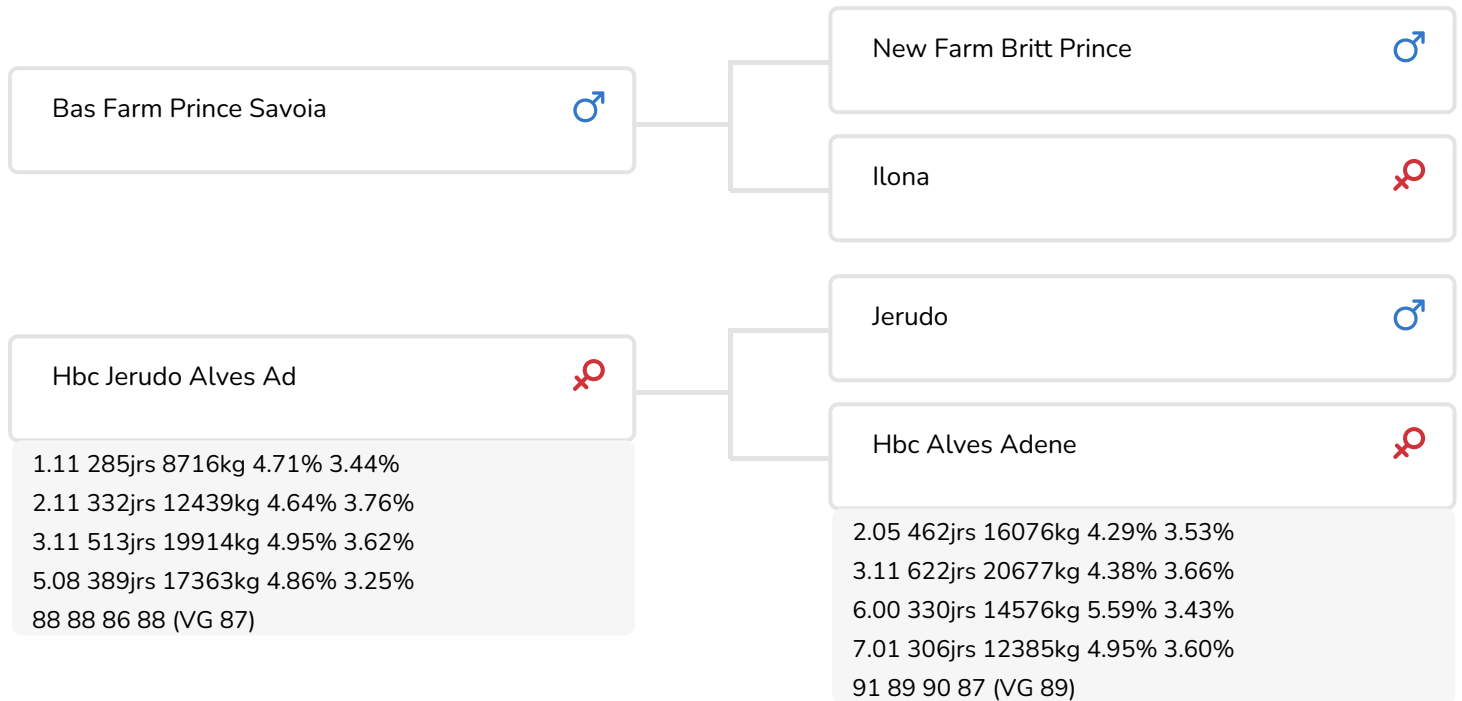 Bas Farm Prince Savoia
New Farm Britt Prince
Ilona
Hbc Jerudo Alves Ad
1.11 285jrs 8716kg 4.71% 3.44%
2.11 332jrs 12439kg 4.64% 3.76%
3.11 513jrs 19914kg 4.95% 3.62%
5.08 389jrs 17363kg 4.86% 3.25%
88 88 86 88 (VG 87)
Jerudo
Hbc Alves Adene
2.05 462jrs 16076kg 4.29% 3.53%
3.11 622jrs 20677kg 4.38% 3.66%
6.00 330jrs 14576kg 5.59% 3.43%
7.01 306jrs 12385kg 4.95% 3.60%
91 89 90 87 (VG 89)